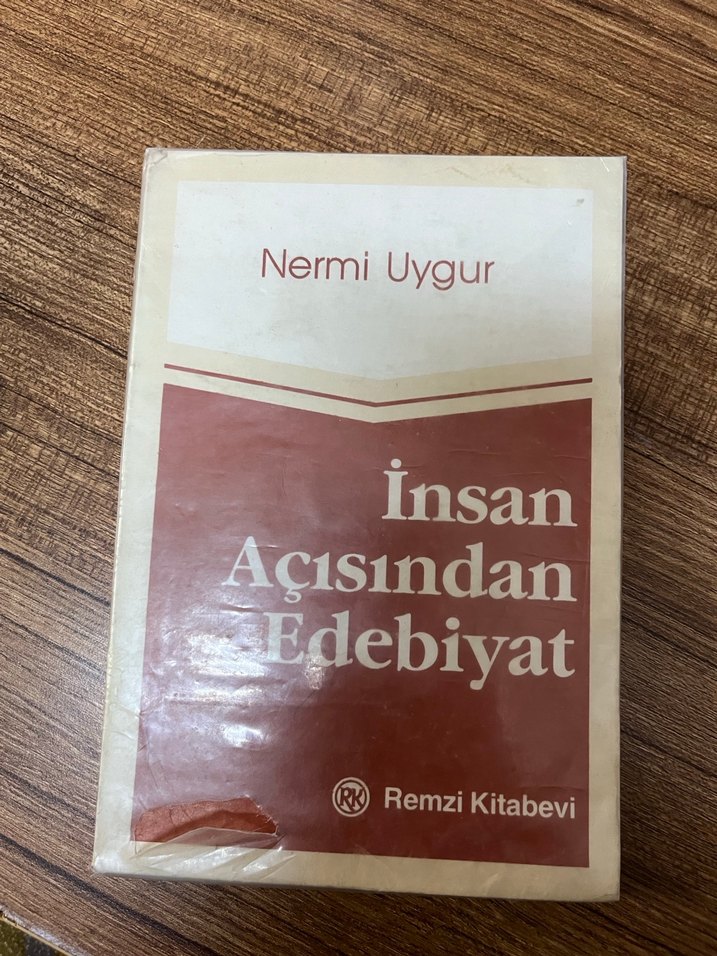 Nermi Uygur
İnsan
Açısından
Edebiyat
RK Remzi Kitabevi